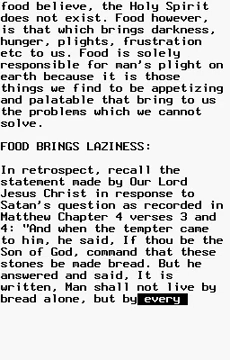 food believe, the Holy Spirit
does not exist. Food however,
is that which brings darkness,
hunger, plights, frustration
etc to us. Food is solely
responsible for man's plight on
earth because it is those
things we find to be appetizing
and palatable that bring to us
the problems which we cannot
solve.

FOOD BRINGS LAZINESS:

In retrospect, recall the
statement made by Our Lord
Jesus Christ in response to
Satan's question as recorded in
Matthew Chapter 4 verses 3 and
4: "And when the tempter came
to him, he said, If thou be the
Son of God, command that these
stones be made bread. But he
answered and said, It is
written, Man shall not live by
bread alone, but by every